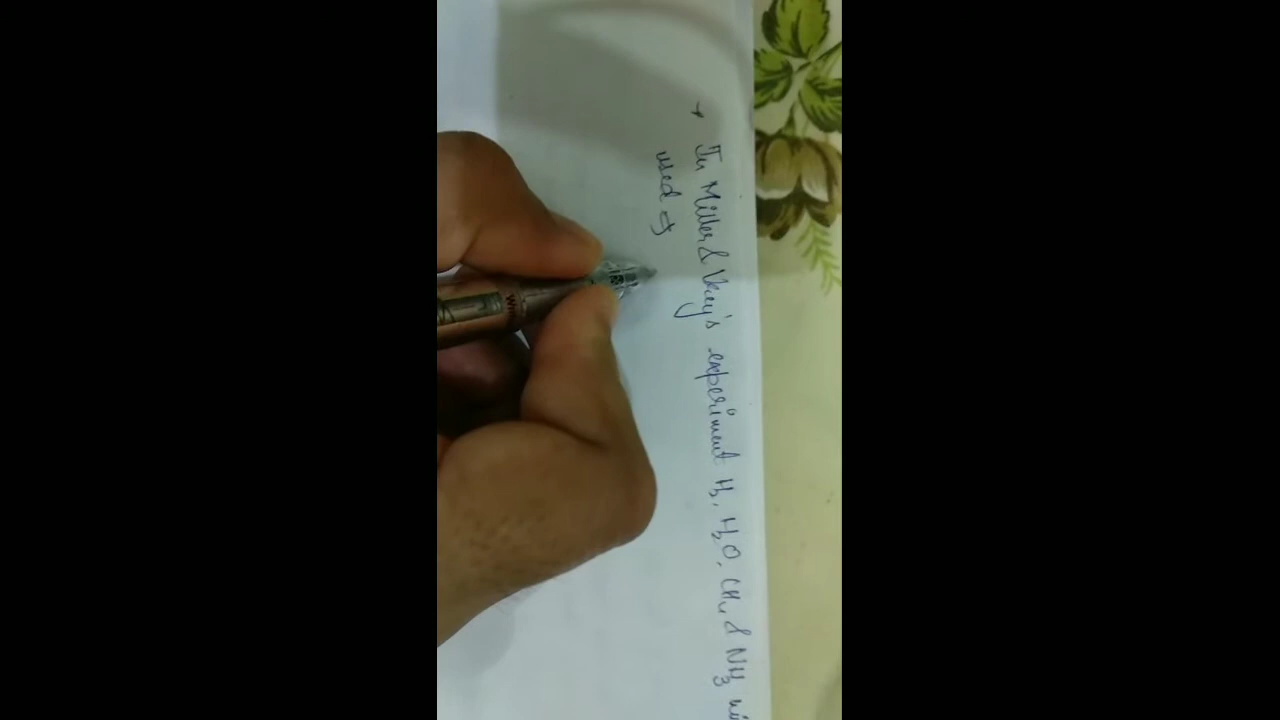 → In Miller & Urey's experiment H₂, H₂O, CH₄ & NH₃
used ⇒